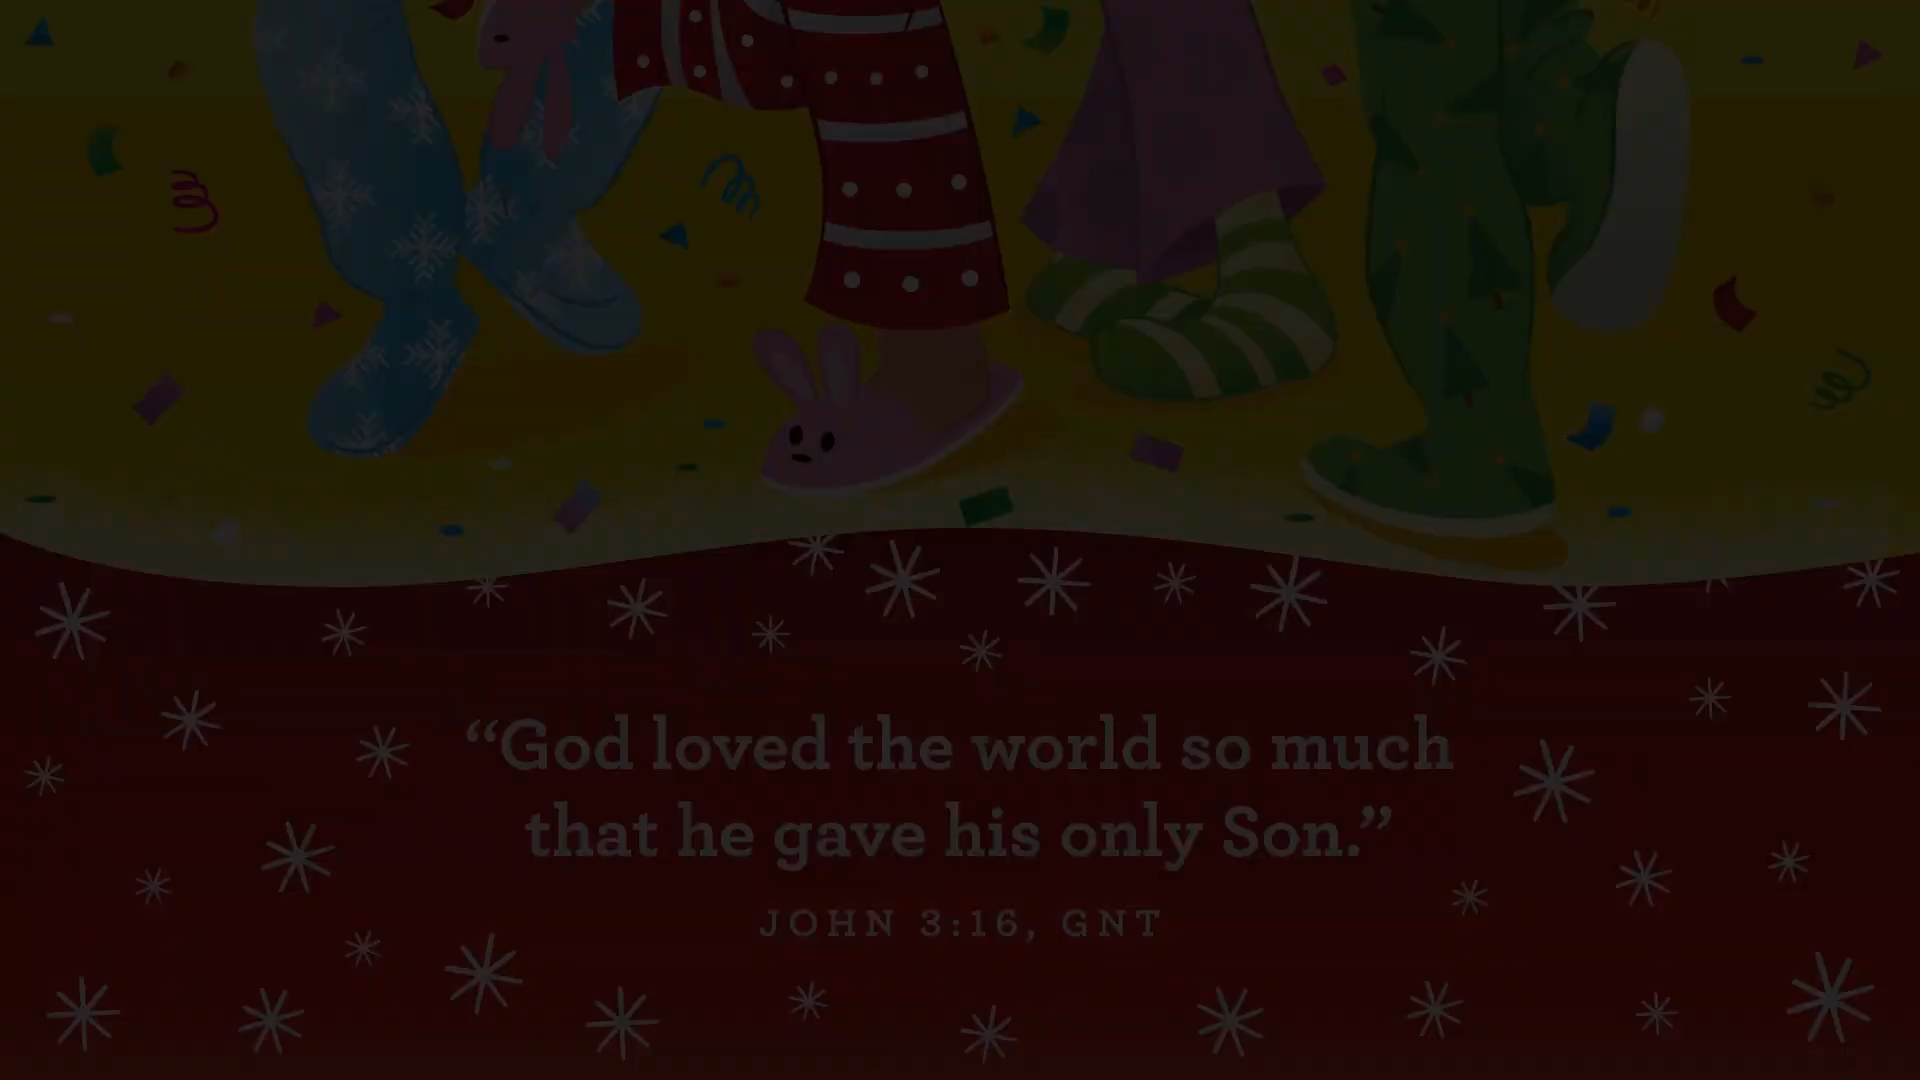 “God loved the world so much
that he gave his only Son.”
JOHN 3:16, GNT